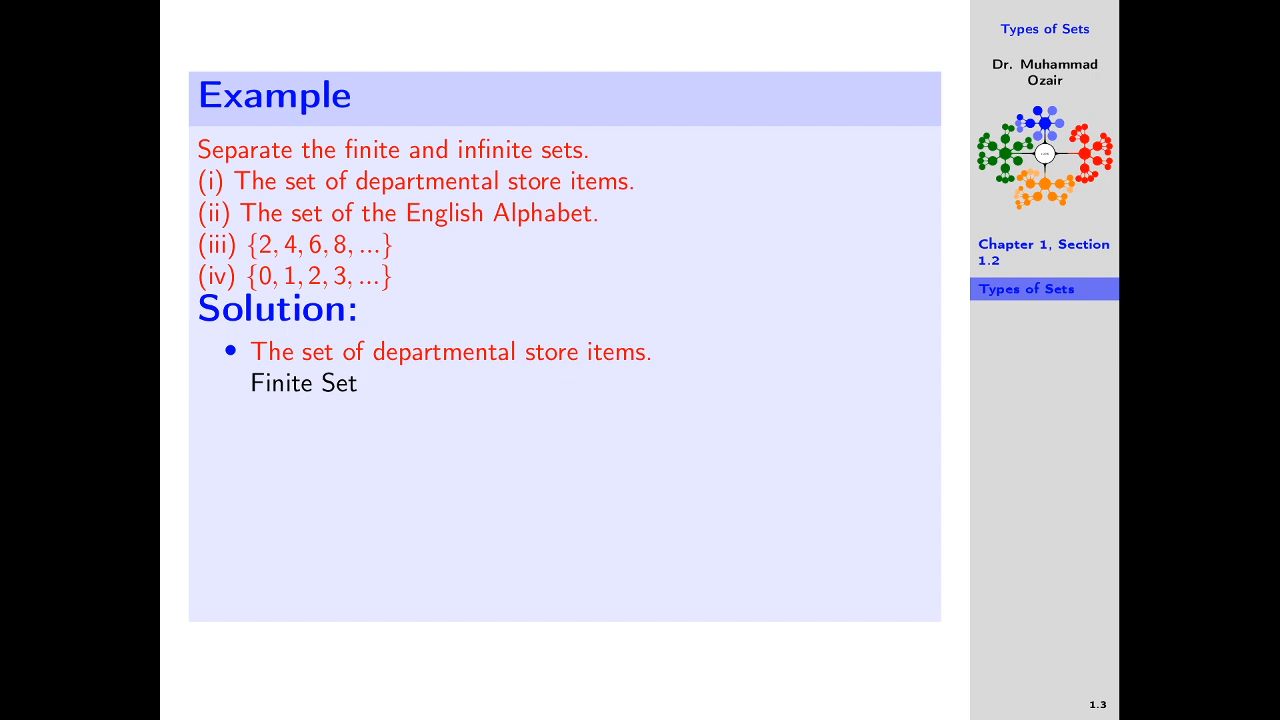 Example
Separate the finite and infinite sets.
(i) The set of departmental store items.
(ii) The set of the English Alphabet.
(iii) {2, 4, 6, 8, ...}
(iv) {0, 1, 2, 3, ...}
Solution:
• The set of departmental store items.
Finite Set
Types of Sets
Dr. Muhammad
Ozair
Chapter 1, Section
1.2
Types of Sets
1.3